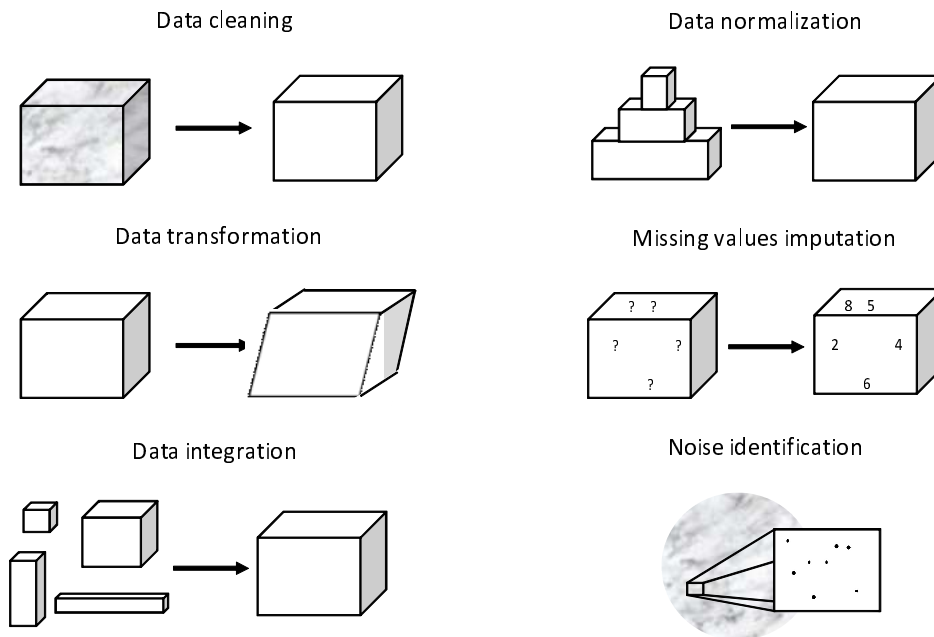 Data cleaning
Data normalization
Data transformation
Missing values imputation
? ?
? ?
?
8 5
2 4
6
Data integration
Noise identification